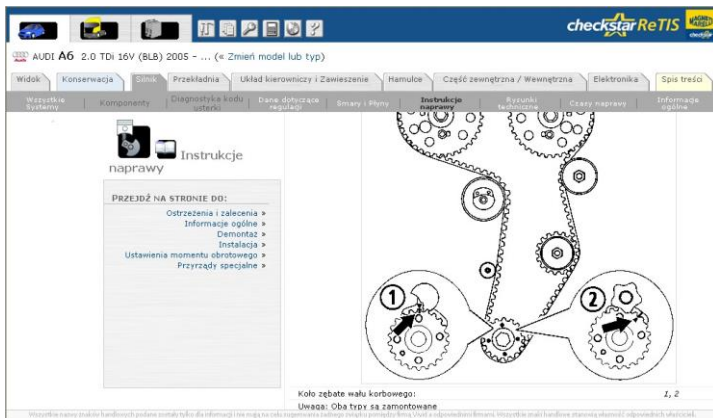 checkstar ReTIS MAGNETI MARELLI
AUDI A6 2.0 TDi 16V (BLB) 2005 - ... (« Zmień model lub typ)
Widok Konserwacja Silnik Przekładnia Układ kierowniczy i Zawieszenie Hamulce Część zewnętrzna / Wewnętrzna Elektronika Spis treści
Wszystkie Systemy Komponenty Diagnostyka kodu usterki Dane dotyczące regulacji Smary i Płyny Instrukcje naprawy Rysunki techniczne Czasy naprawy Informacje ogólne
Instrukcje
naprawy
PRZEJDŹ NA STRONIE DO:
Ostrzeżenia i zalecenia »
Informacje ogólne »
Demontaż »
Instalacja »
Ustawienia momentu obrotowego »
Przyrządy specjalne »
1
2
Koło zębate wału korbowego: 1, 2
Uwaga: Oba typy są zamontowane